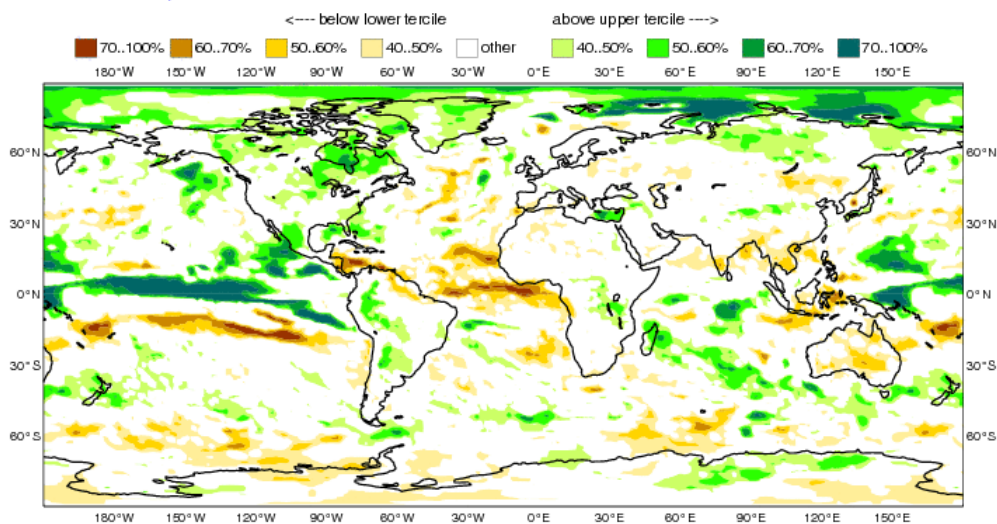 <---- below lower tercile above upper tercile ---->
70..100% 60..70% 50..60% 40..50% other 40..50% 50..60% 60..70% 70..100%
180°W 150°W 120°W 90°W 60°W 30°W 0°E 30°E 60°E 90°E 120°E 150°E
60°N 60°N
30°N 30°N
0°N 0°N
30°S 30°S
60°S 60°S
180°W 150°W 120°W 90°W 60°W 30°W 0°E 30°E 60°E 90°E 120°E 150°E